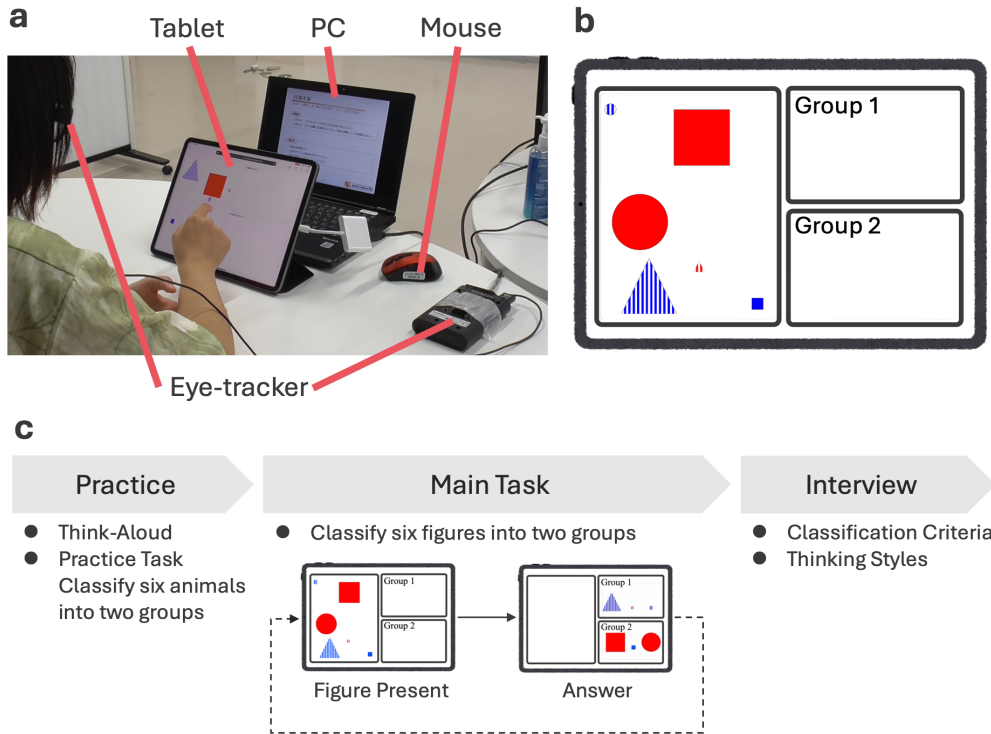 a
Tablet
PC
Mouse
Eye-tracker
b
Group 1
Group 2
c
Practice
Think-Aloud
Practice Task
Classify six animals
into two groups
Main Task
Classify six figures into two groups
Group 1
Group 2
Figure Present
Group 1
Group 2
Answer
Interview
Classification Criteria
Thinking Styles